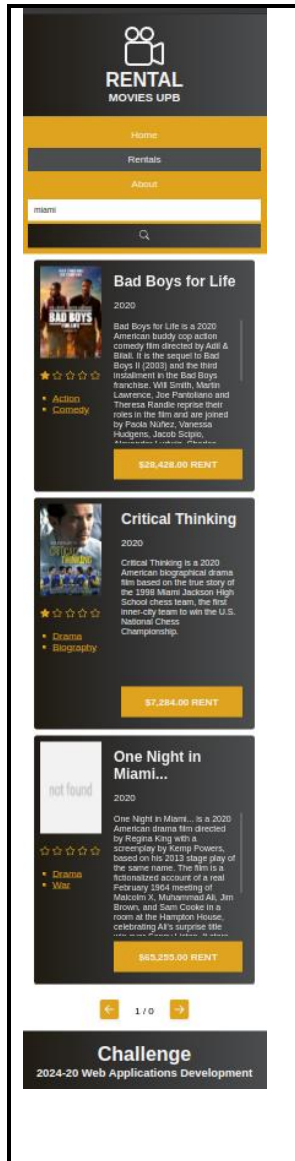 RENTAL
MOVIES UPB
Home
Rentals
About
miami
BAD BOYS
FOR LIFE
Bad Boys for Life
2020
Bad Boys for Life is a 2020
American buddy cop action
comedy film directed by Adil &
Bilall. It is the sequel to Bad
Boys II (2003) and the third
installment in the Bad Boys
franchise. Will Smith, Martin
Lawrence, Joe Pantoliano and
Theresa Randle reprise their
roles in the film and are joined
by Paola Núñez, Vanessa
Hudgens, Jacob Scipio,
Action
Comedy
$28,428.00 RENT
CRITICAL
THINKING
Critical Thinking
2020
Critical Thinking is a 2020
American biographical drama
film based on the true story of
the 1998 Miami Jackson High
School chess team, the first
inner-city team to win the U.S.
National Chess
Championship.
Drama
Biography
$7,284.00 RENT
not found
One Night in
Miami...
2020
One Night in Miami... is a 2020
American drama film directed
by Regina King with a
screenplay by Kemp Powers,
based on his 2013 stage play of
the same name. The film is a
fictionalized account of a real
February 1964 meeting of
Malcolm X, Muhammad Ali, Jim
Brown, and Sam Cooke in a
room at the Hampton House,
celebrating Ali's surprise title
Drama
War
$65,255.00 RENT
1 / 0
Challenge
2024-20 Web Applications Development